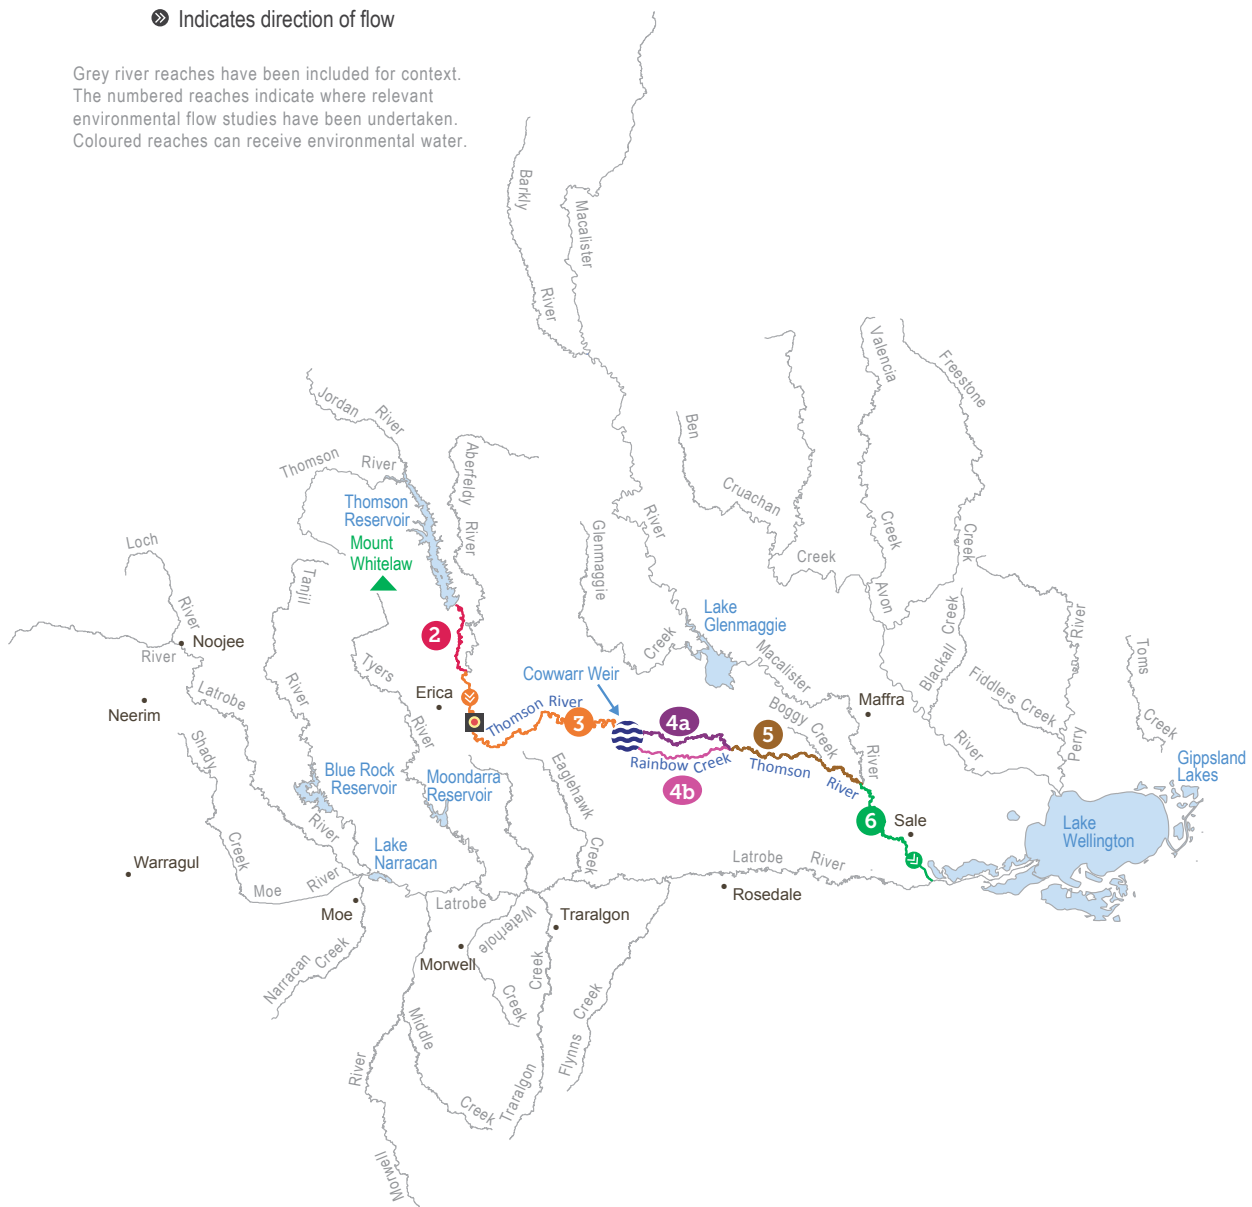 Indicates direction of flow
Grey river reaches have been included for context.
The numbered reaches indicate where relevant
environmental flow studies have been undertaken.
Coloured reaches can receive environmental water.
Barkly
River
Macalister
River
Jordan
River
Thomson
River
Aberfeldy
River
Thomson
Reservoir
Mount
Whitelaw
Loch
River
Noojee
River
Latrobe
Neerim
Tanjil
River
Tyers
River
Erica
2
Thomson River
3
Cowwarr Weir
4a
4b
Rainbow Creek
5
Thomson
River
6
Glenmaggie
Creek
Lake
Glenmaggie
Macalister
River
Boggy
Creek
Maffra
Ben
Cruachan
Creek
Valencia
Creek
Freestone
Creek
Avon
River
Blackall
Creek
Fiddlers Creek
Perry
River
Toms
Creek
Gippsland
Lakes
Lake
Wellington
Sale
Shady
Creek
Blue Rock
Reservoir
River
Moondarra
Reservoir
Eaglehawk
Creek
Lake
Narracan
Warragul
Moe
River
Moe
Latrobe
Latrobe
River
Rosedale
Traralgon
Waterhole
Creek
Morwell
Narracan
Creek
Middle
Creek
Traralgon
Creek
Flynns
Creek
River
Morwell